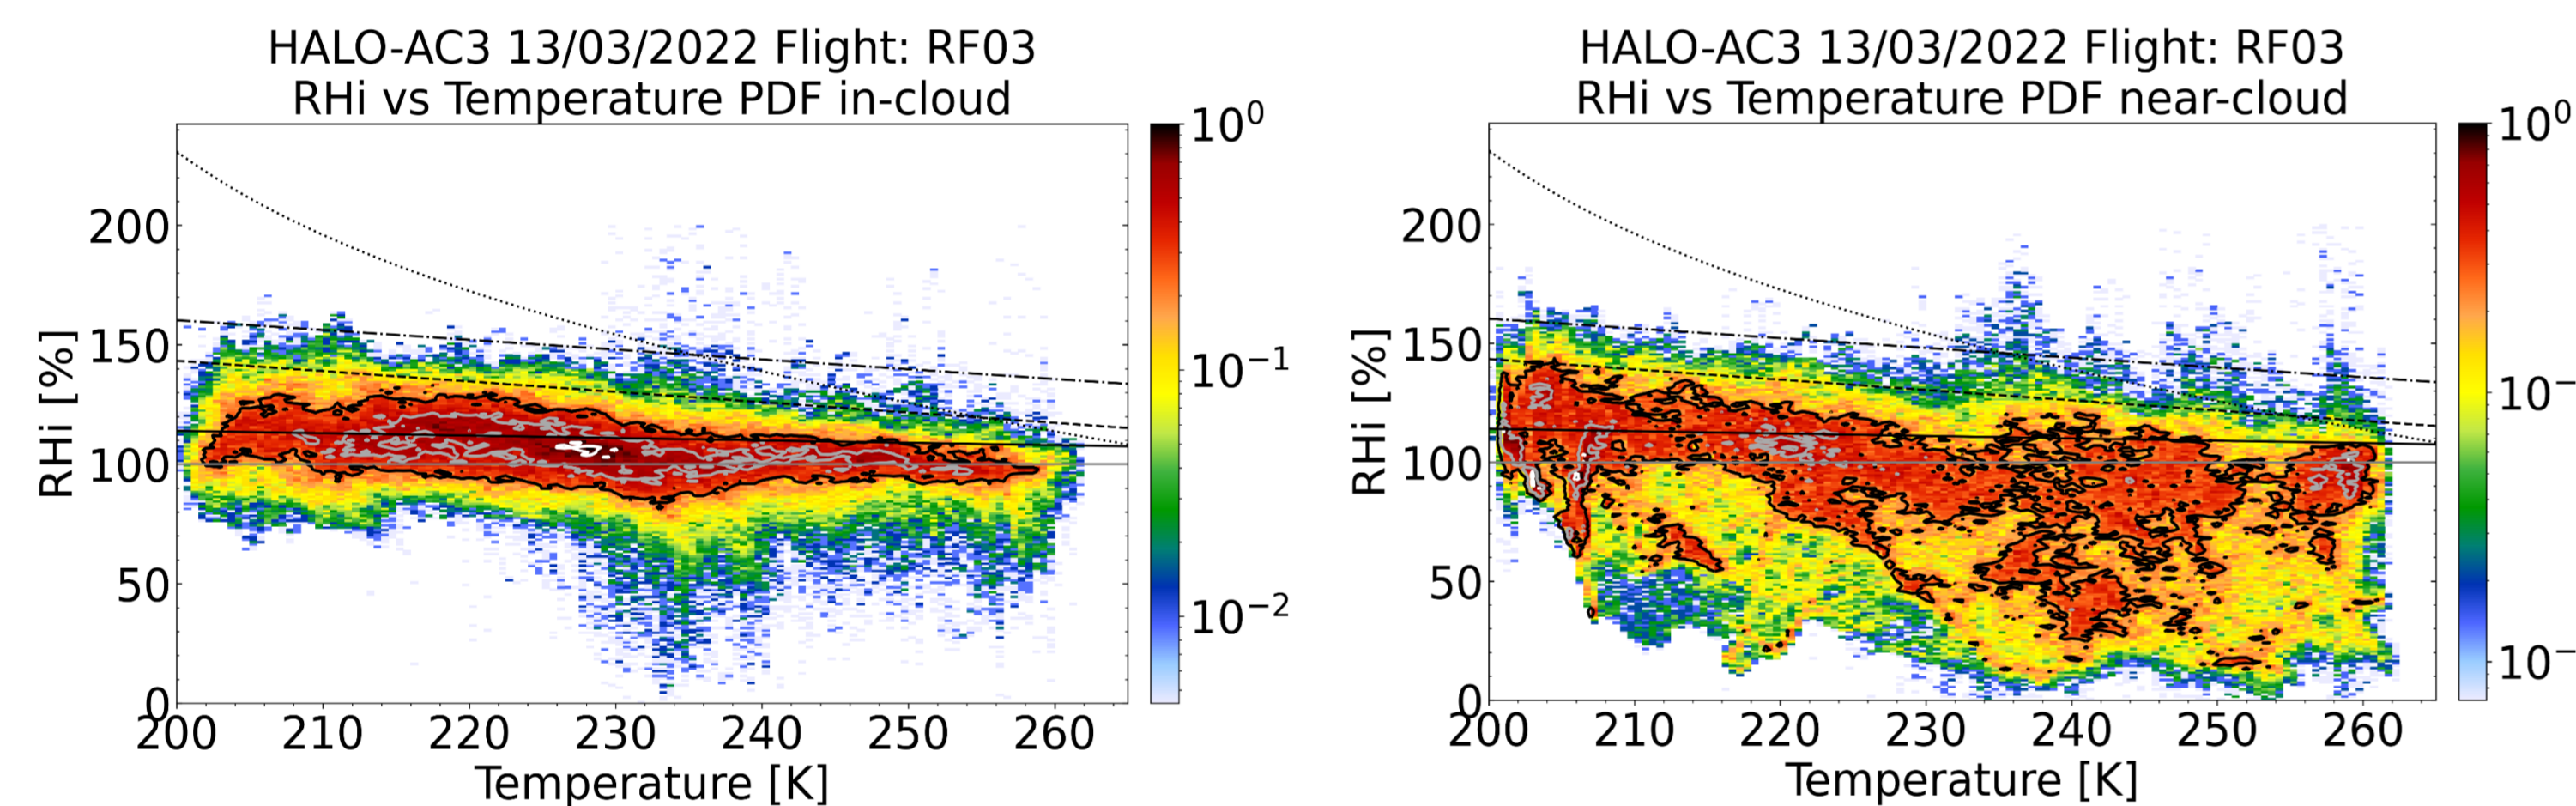 HALO-AC3 13/03/2022 Flight: RF03
RHi vs Temperature PDF in-cloud
RHi [%]
200
150
100
50
0
200 210 220 230 240 250 260
Temperature [K]
10⁰
10⁻¹
10⁻²
HALO-AC3 13/03/2022 Flight: RF03
RHi vs Temperature PDF near-cloud
RHi [%]
200
150
100
50
0
200 210 220 230 240 250 260
Temperature [K]
10⁰
10⁻
10⁻